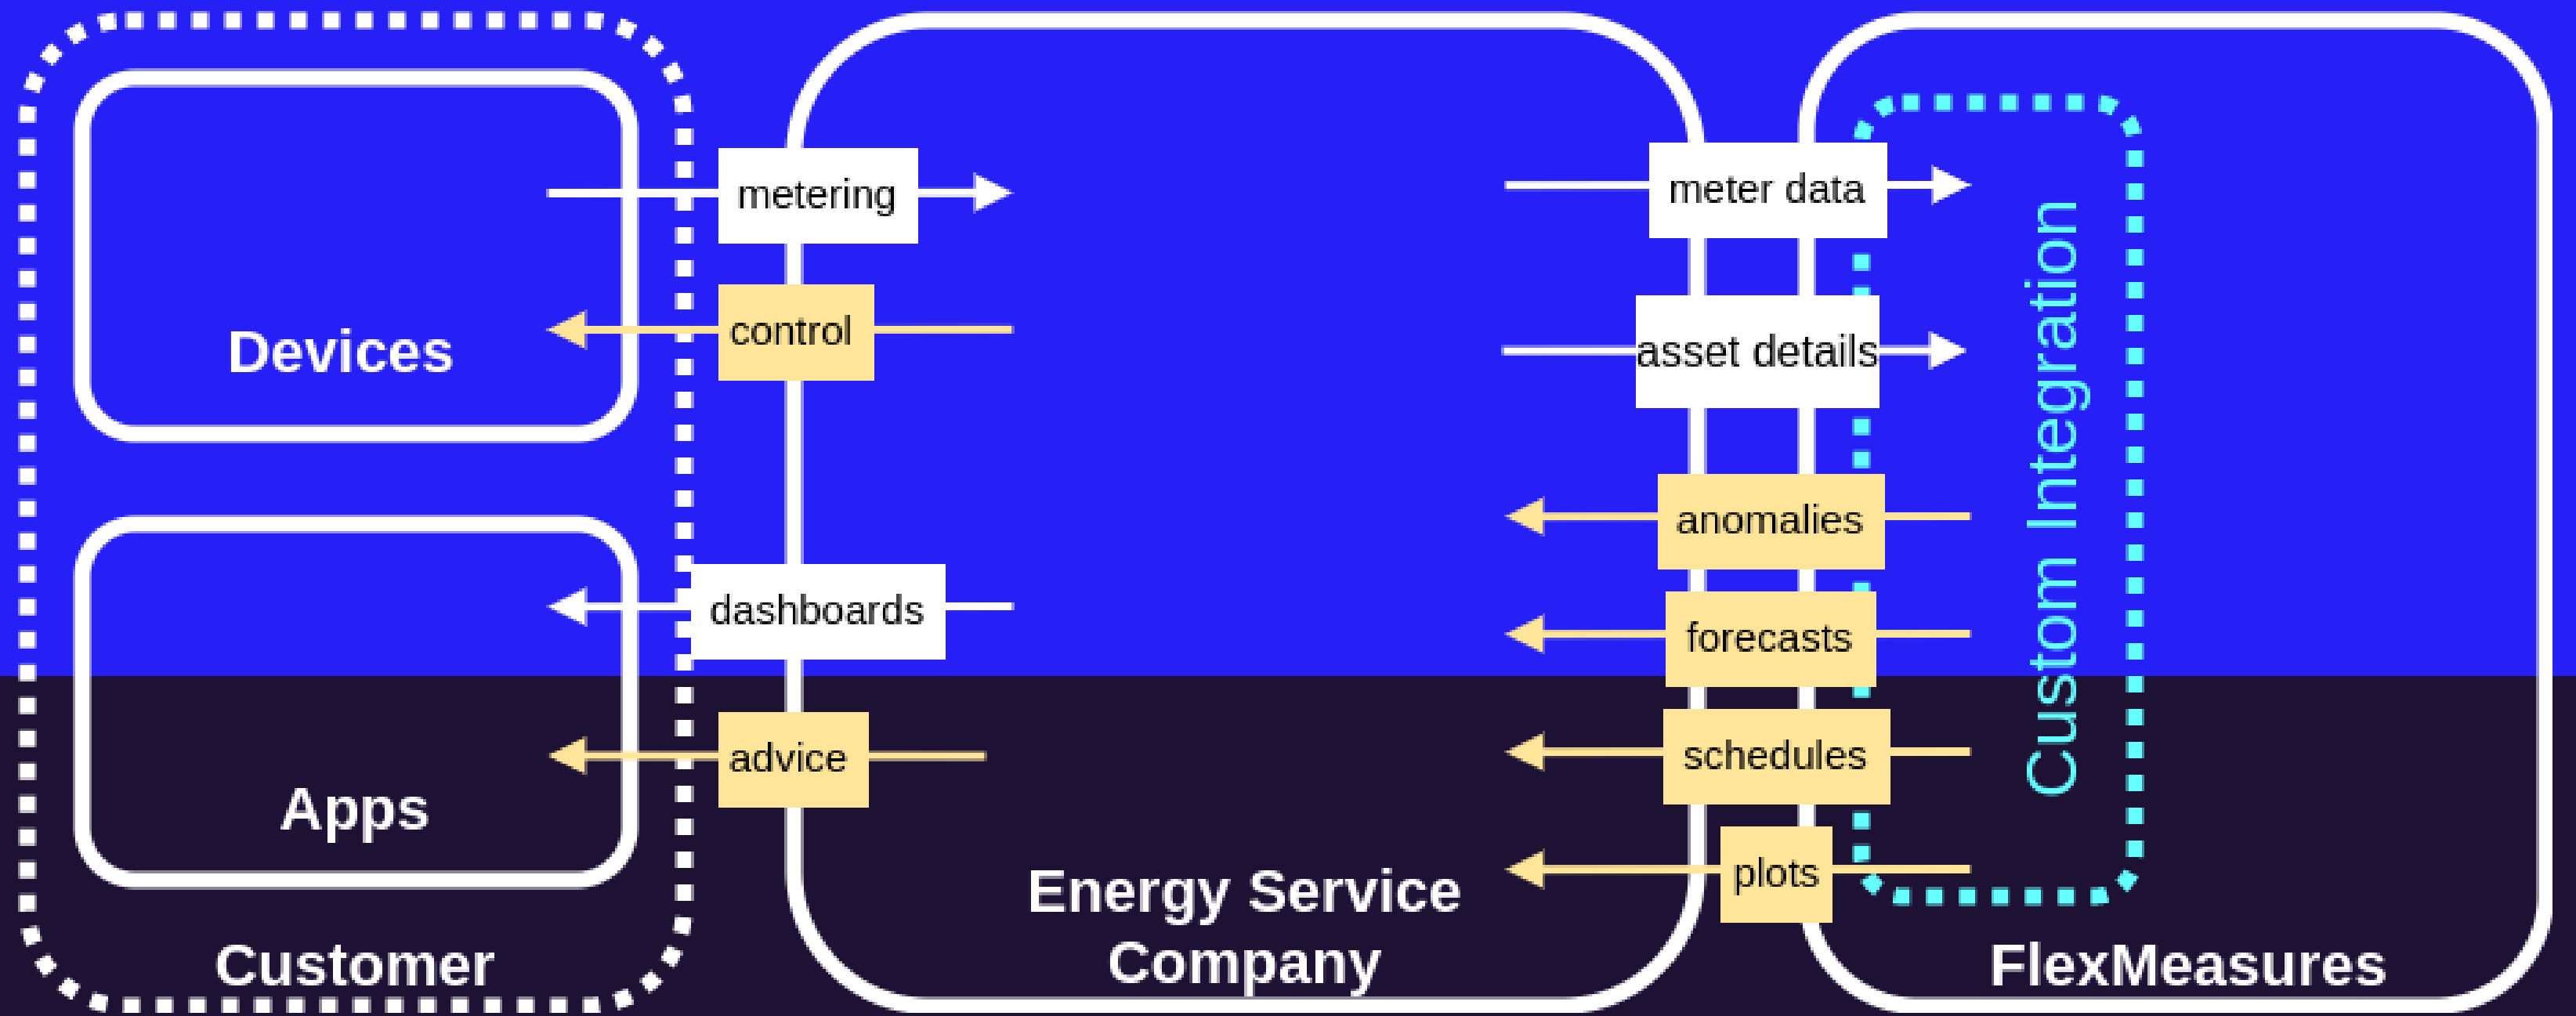 metering
control
Devices
dashboards
advice
Apps
Customer
Energy Service
Company
meter data
asset details
anomalies
forecasts
schedules
plots
Custom Integration
FlexMeasures